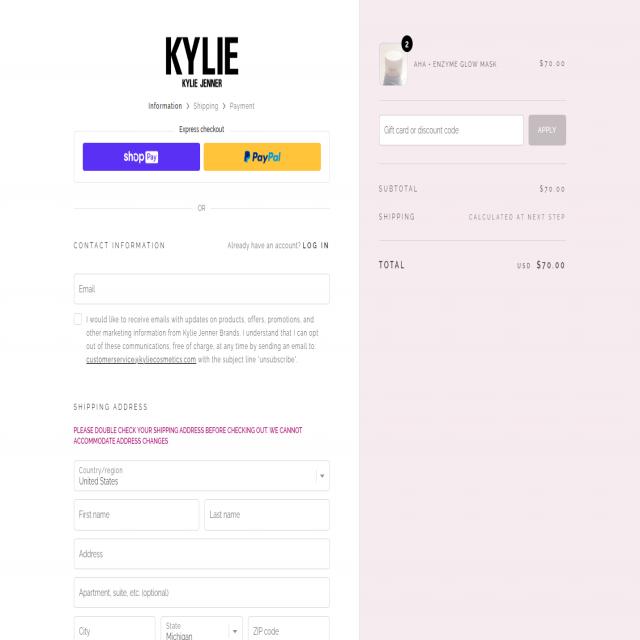 KYLIE
KYLIE JENNER
Information > Shipping > Payment
Express checkout
shop Pay
PayPal
OR
CONTACT INFORMATION
Already have an account? LOG IN
Email
I would like to receive emails with updates on products, offers, promotions, and
other marketing information from Kylie Jenner Brands. I understand that I can opt
out of these communications, free of charge, at any time by sending an email to:
customerservice@kyliecosmetics.com with the subject line "unsubscribe".
SHIPPING ADDRESS
PLEASE DOUBLE CHECK YOUR SHIPPING ADDRESS BEFORE CHECKING OUT. WE CANNOT
ACCOMMODATE ADDRESS CHANGES
Country/region
United States
First name
Last name
Address
Apartment, suite, etc. (optional)
City
State
Michigan
ZIP code
2
AHA + ENZYME GLOW MASK
$70.00
Gift card or discount code
APPLY
SUBTOTAL
$70.00
SHIPPING
CALCULATED AT NEXT STEP
TOTAL
USD $70.00